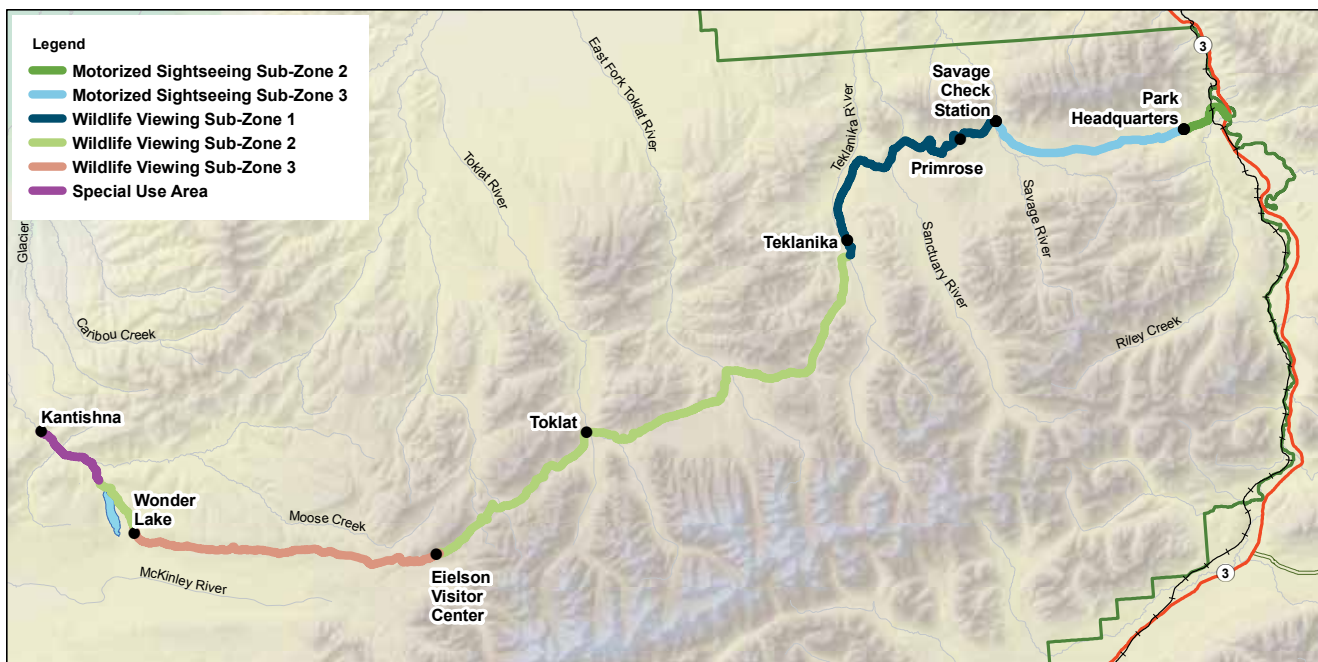 Legend
Motorized Sightseeing Sub-Zone 2
Motorized Sightseeing Sub-Zone 3
Wildlife Viewing Sub-Zone 1
Wildlife Viewing Sub-Zone 2
Wildlife Viewing Sub-Zone 3
Special Use Area
East Fork Toklat River
Teklanika River
Savage
Check
Station
Park
Headquarters
3
Primrose
Toklat River
Teklanika
Sanctuary River
Savage River
Riley Creek
Glacier
Caribou Creek
Kantishna
Toklat
Wonder
Lake
Moose Creek
McKinley River
Eielson
Visitor
Center
3